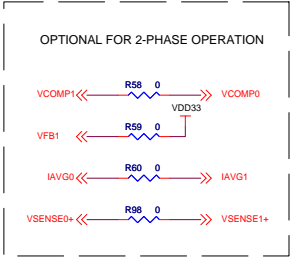 OPTIONAL FOR 2-PHASE OPERATION
R58 0
VCOMP1 VCOMP0
VDD33
R59 0
VFB1
R60 0
IAVG0 IAVG1
R98 0
VSENSE0+ VSENSE1+